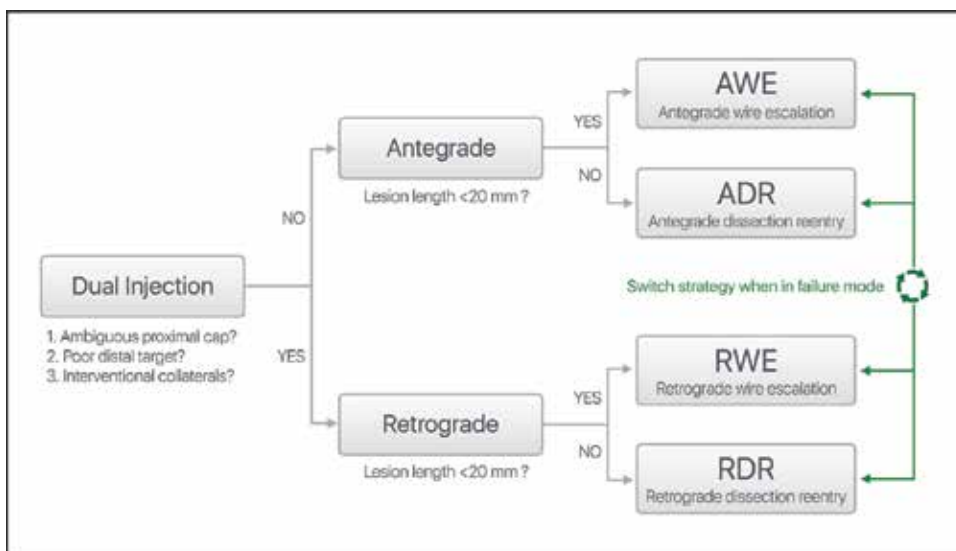 Dual Injection
1. Ambiguous proximal cap?
2. Poor distal target?
3. Interventional collaterals?
NO
YES
Antegrade
Lesion length <20 mm ?
YES
NO
AWE
Antegrade wire escalation
ADR
Antegrade dissection reentry
Switch strategy when in failure mode
Retrograde
Lesion length <20 mm ?
YES
NO
RWE
Retrograde wire escalation
RDR
Retrograde dissection reentry